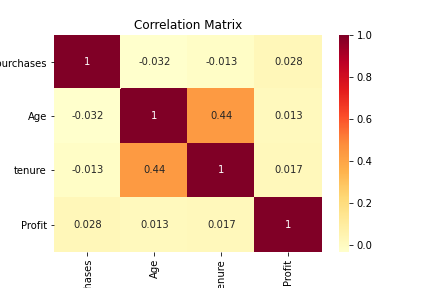 Correlation Matrix
purchases 1 -0.032 -0.013 0.028
Age -0.032 1 0.44 0.013
tenure -0.013 0.44 1 0.017
Profit 0.028 0.013 0.017 1
hases Age enure Profit
1.0
0.8
0.6
0.4
0.2
0.0